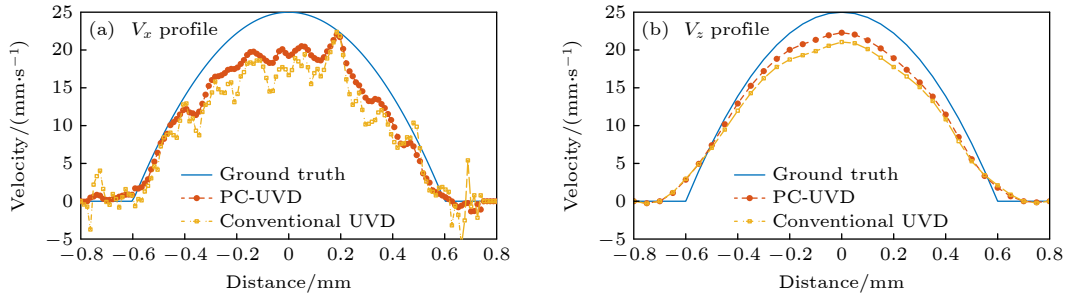 (a) Vx profile
Velocity/(mm·s−1)
25
20
15
10
5
0
−5
Ground truth
PC-UVD
Conventional UVD
−0.8 −0.6 −0.4 −0.2 0 0.2 0.4 0.6 0.8
Distance/mm
(b) Vz profile
Velocity/(mm·s−1)
25
20
15
10
5
0
−5
Ground truth
PC-UVD
Conventional UVD
−0.8 −0.6 −0.4 −0.2 0 0.2 0.4 0.6 0.8
Distance/mm